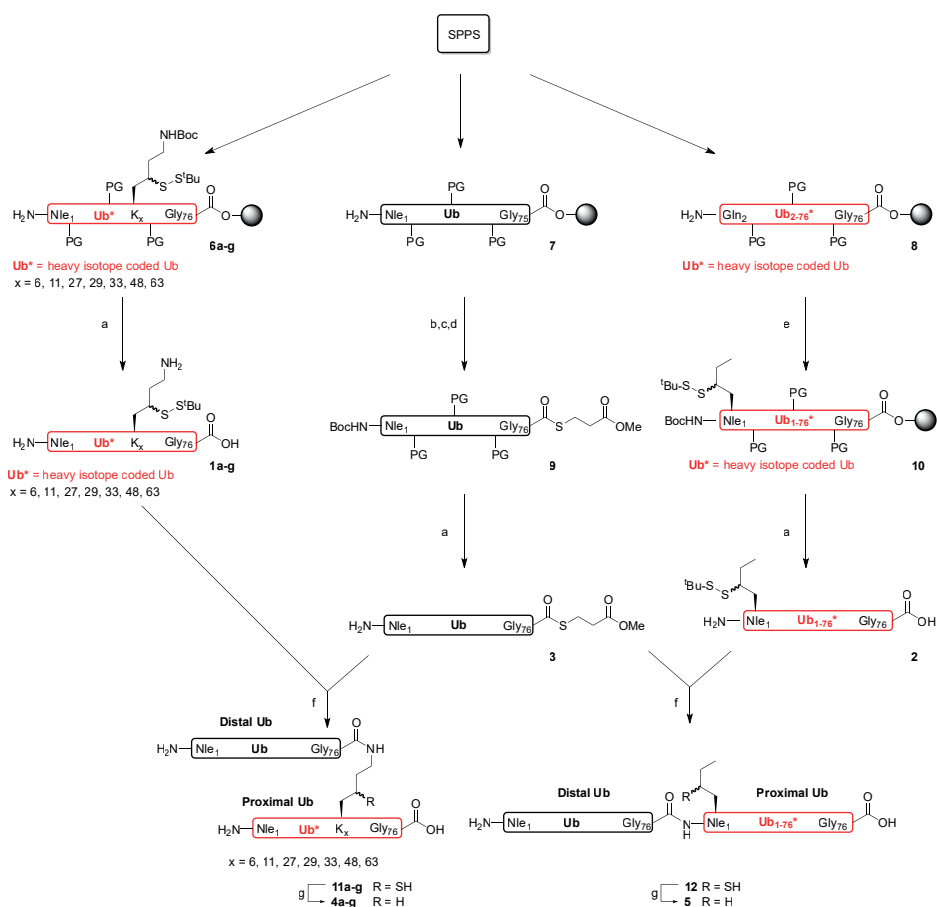 SPPS
NHBoc
S
StBu
PG
O
H2N
Nle1
Ub*
Kx
Gly76
O
PG
PG
6a-g
Ub* = heavy isotope coded Ub
x = 6, 11, 27, 29, 33, 48, 63
PG
O
H2N
Nle1
Ub
Gly75
O
PG
PG
7
PG
O
H2N
Gln2
Ub2-76*
Gly76
O
PG
PG
8
Ub* = heavy isotope coded Ub
a
b,c,d
e
NH2
S
StBu
O
H2N
Nle1
Ub*
Kx
Gly76
OH
1a-g
Ub* = heavy isotope coded Ub
x = 6, 11, 27, 29, 33, 48, 63
PG
O
O
BocHN
Nle1
Ub
Gly76
S
OMe
PG
PG
9
tBu-S
S
PG
O
BocHN
Nle1
Ub1-76*
Gly76
O
PG
PG
10
Ub* = heavy isotope coded Ub
a
a
O
O
H2N
Nle1
Ub
Gly76
S
OMe
3
tBu-S
S
O
H2N
Nle1
Ub1-76*
Gly76
OH
2
f
f
Distal Ub
O
H2N
Nle1
Ub
Gly76
NH
R
Proximal Ub
O
H2N
Nle1
Ub*
Kx
Gly76
OH
x = 6, 11, 27, 29, 33, 48, 63
g
11a-g R = SH
4a-g R = H
Distal Ub
R
Proximal Ub
O
O
H2N
Nle1
Ub
Gly76
N
H
Nle1
Ub1-76*
Gly76
OH
g
12 R = SH
5 R = H